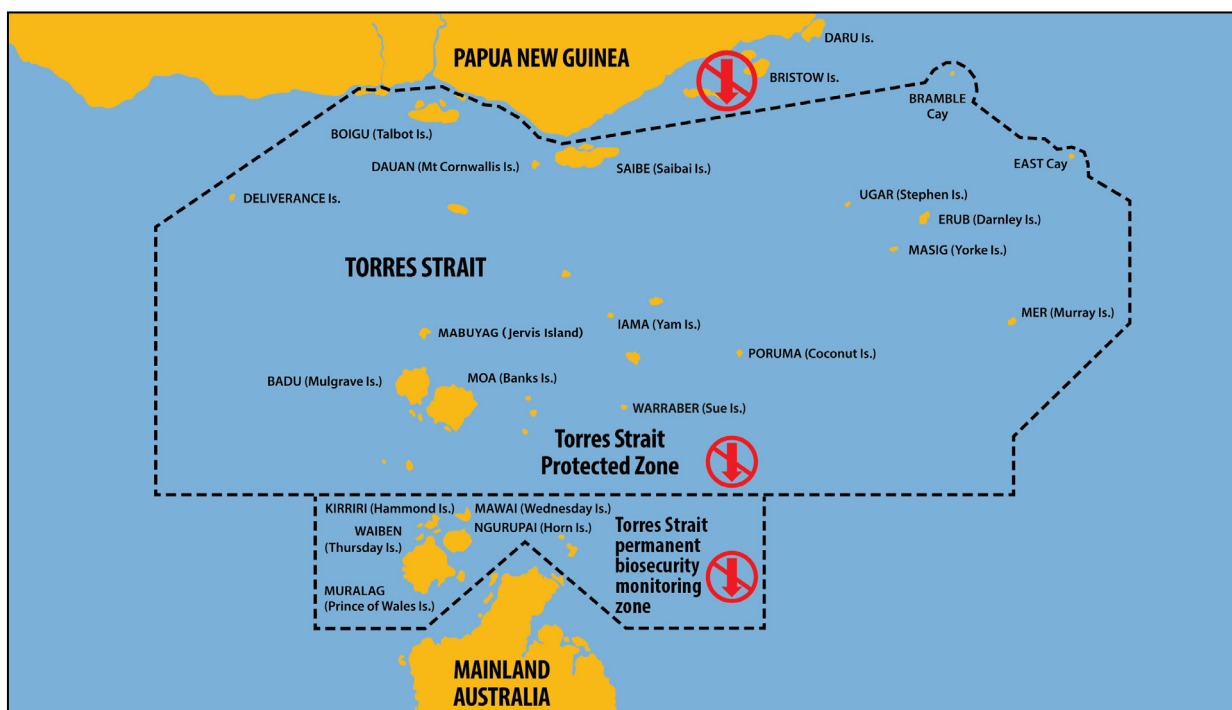 DARU Is.
PAPUA NEW GUINEA
BRISTOW Is.
BRAMBLE
Cay
BOIGU (Talbot Is.)
DAUAN (Mt Cornwallis Is.)
SAIBE (Saibai Is.)
EAST Cay
DELIVERANCE Is.
UGAR (Stephen Is.)
ERUB (Darnley Is.)
MASIG (Yorke Is.)
TORRES STRAIT
MER (Murray Is.)
IAMA (Yam Is.)
MABUYAG (Jervis Island)
PORUMA (Coconut Is.)
BADU (Mulgrave Is.)
MOA (Banks Is.)
WARRABER (Sue Is.)
Torres Strait
Protected Zone
KIRRIRI (Hammond Is.)
MAWAI (Wednesday Is.)
WAIBEN
(Thursday Is.)
NGURUPAI (Horn Is.)
Torres Strait
permanent
biosecurity
monitoring
zone
MURALAG
(Prince of Wales Is.)
MAINLAND
AUSTRALIA